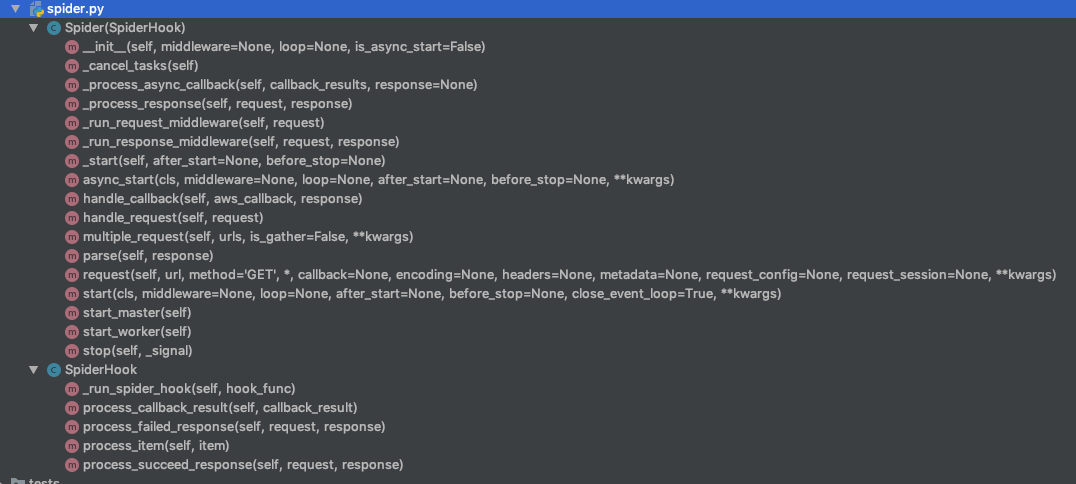 spider.py
Spider(SpiderHook)
__init__(self, middleware=None, loop=None, is_async_start=False)
_cancel_tasks(self)
_process_async_callback(self, callback_results, response=None)
_process_response(self, request, response)
_run_request_middleware(self, request)
_run_response_middleware(self, request, response)
_start(self, after_start=None, before_stop=None)
async_start(cls, middleware=None, loop=None, after_start=None, before_stop=None, **kwargs)
handle_callback(self, aws_callback, response)
handle_request(self, request)
multiple_request(self, urls, is_gather=False, **kwargs)
parse(self, response)
request(self, url, method='GET', *, callback=None, encoding=None, headers=None, metadata=None, request_config=None, request_session=None, **kwargs)
start(cls, middleware=None, loop=None, after_start=None, before_stop=None, close_event_loop=True, **kwargs)
start_master(self)
start_worker(self)
stop(self, _signal)
SpiderHook
_run_spider_hook(self, hook_func)
process_callback_result(self, callback_result)
process_failed_response(self, request, response)
process_item(self, item)
process_succeed_response(self, request, response)
tests